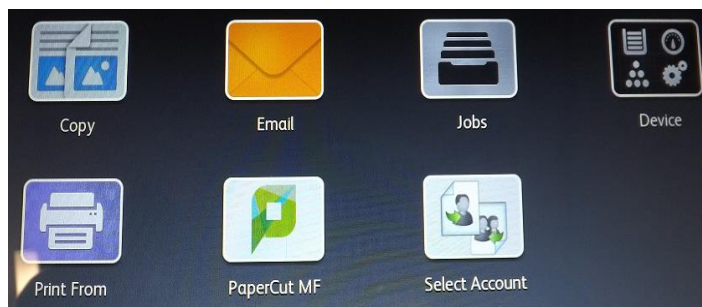 Copy
Email
Jobs
Device
Print From
PaperCut MF
Select Account